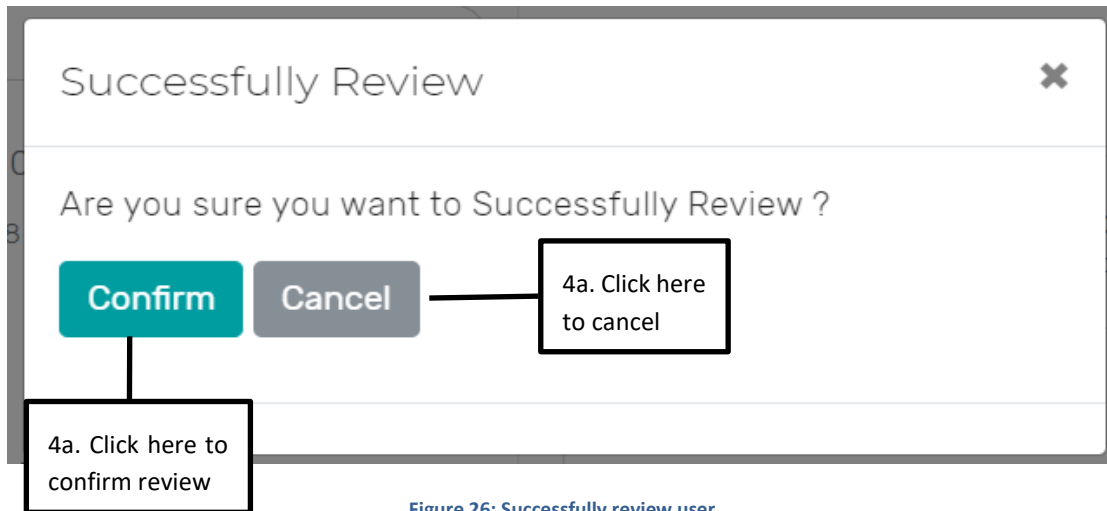 Successfully Review
Are you sure you want to Successfully Review ?
Confirm
Cancel
4a. Click here
to cancel
4a. Click here to
confirm review
Figure 26: Successfully review user